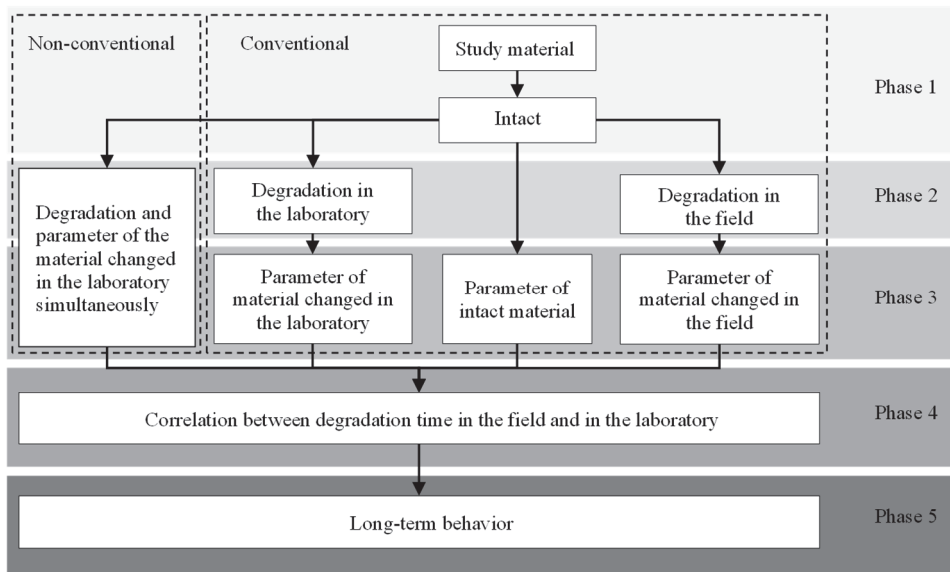 Non-conventional
Conventional
Study material
Phase 1
Intact
Degradation and
parameter of the
material changed
in the laboratory
simultaneously
Degradation in
the laboratory
Degradation in
the field
Phase 2
Parameter of
material changed in
the laboratory
Parameter of
intact material
Parameter of
material changed in
the field
Phase 3
Correlation between degradation time in the field and in the laboratory
Phase 4
Long-term behavior
Phase 5